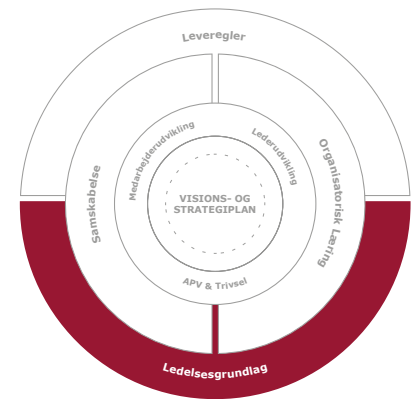 Leveregler
Samskabelse
Organisatorisk Læring
Medarbejderudvikling
Lederudvikling
VISIONS- OG
STRATEGIPLAN
APV & Trivsel
Ledelsesgrundlag